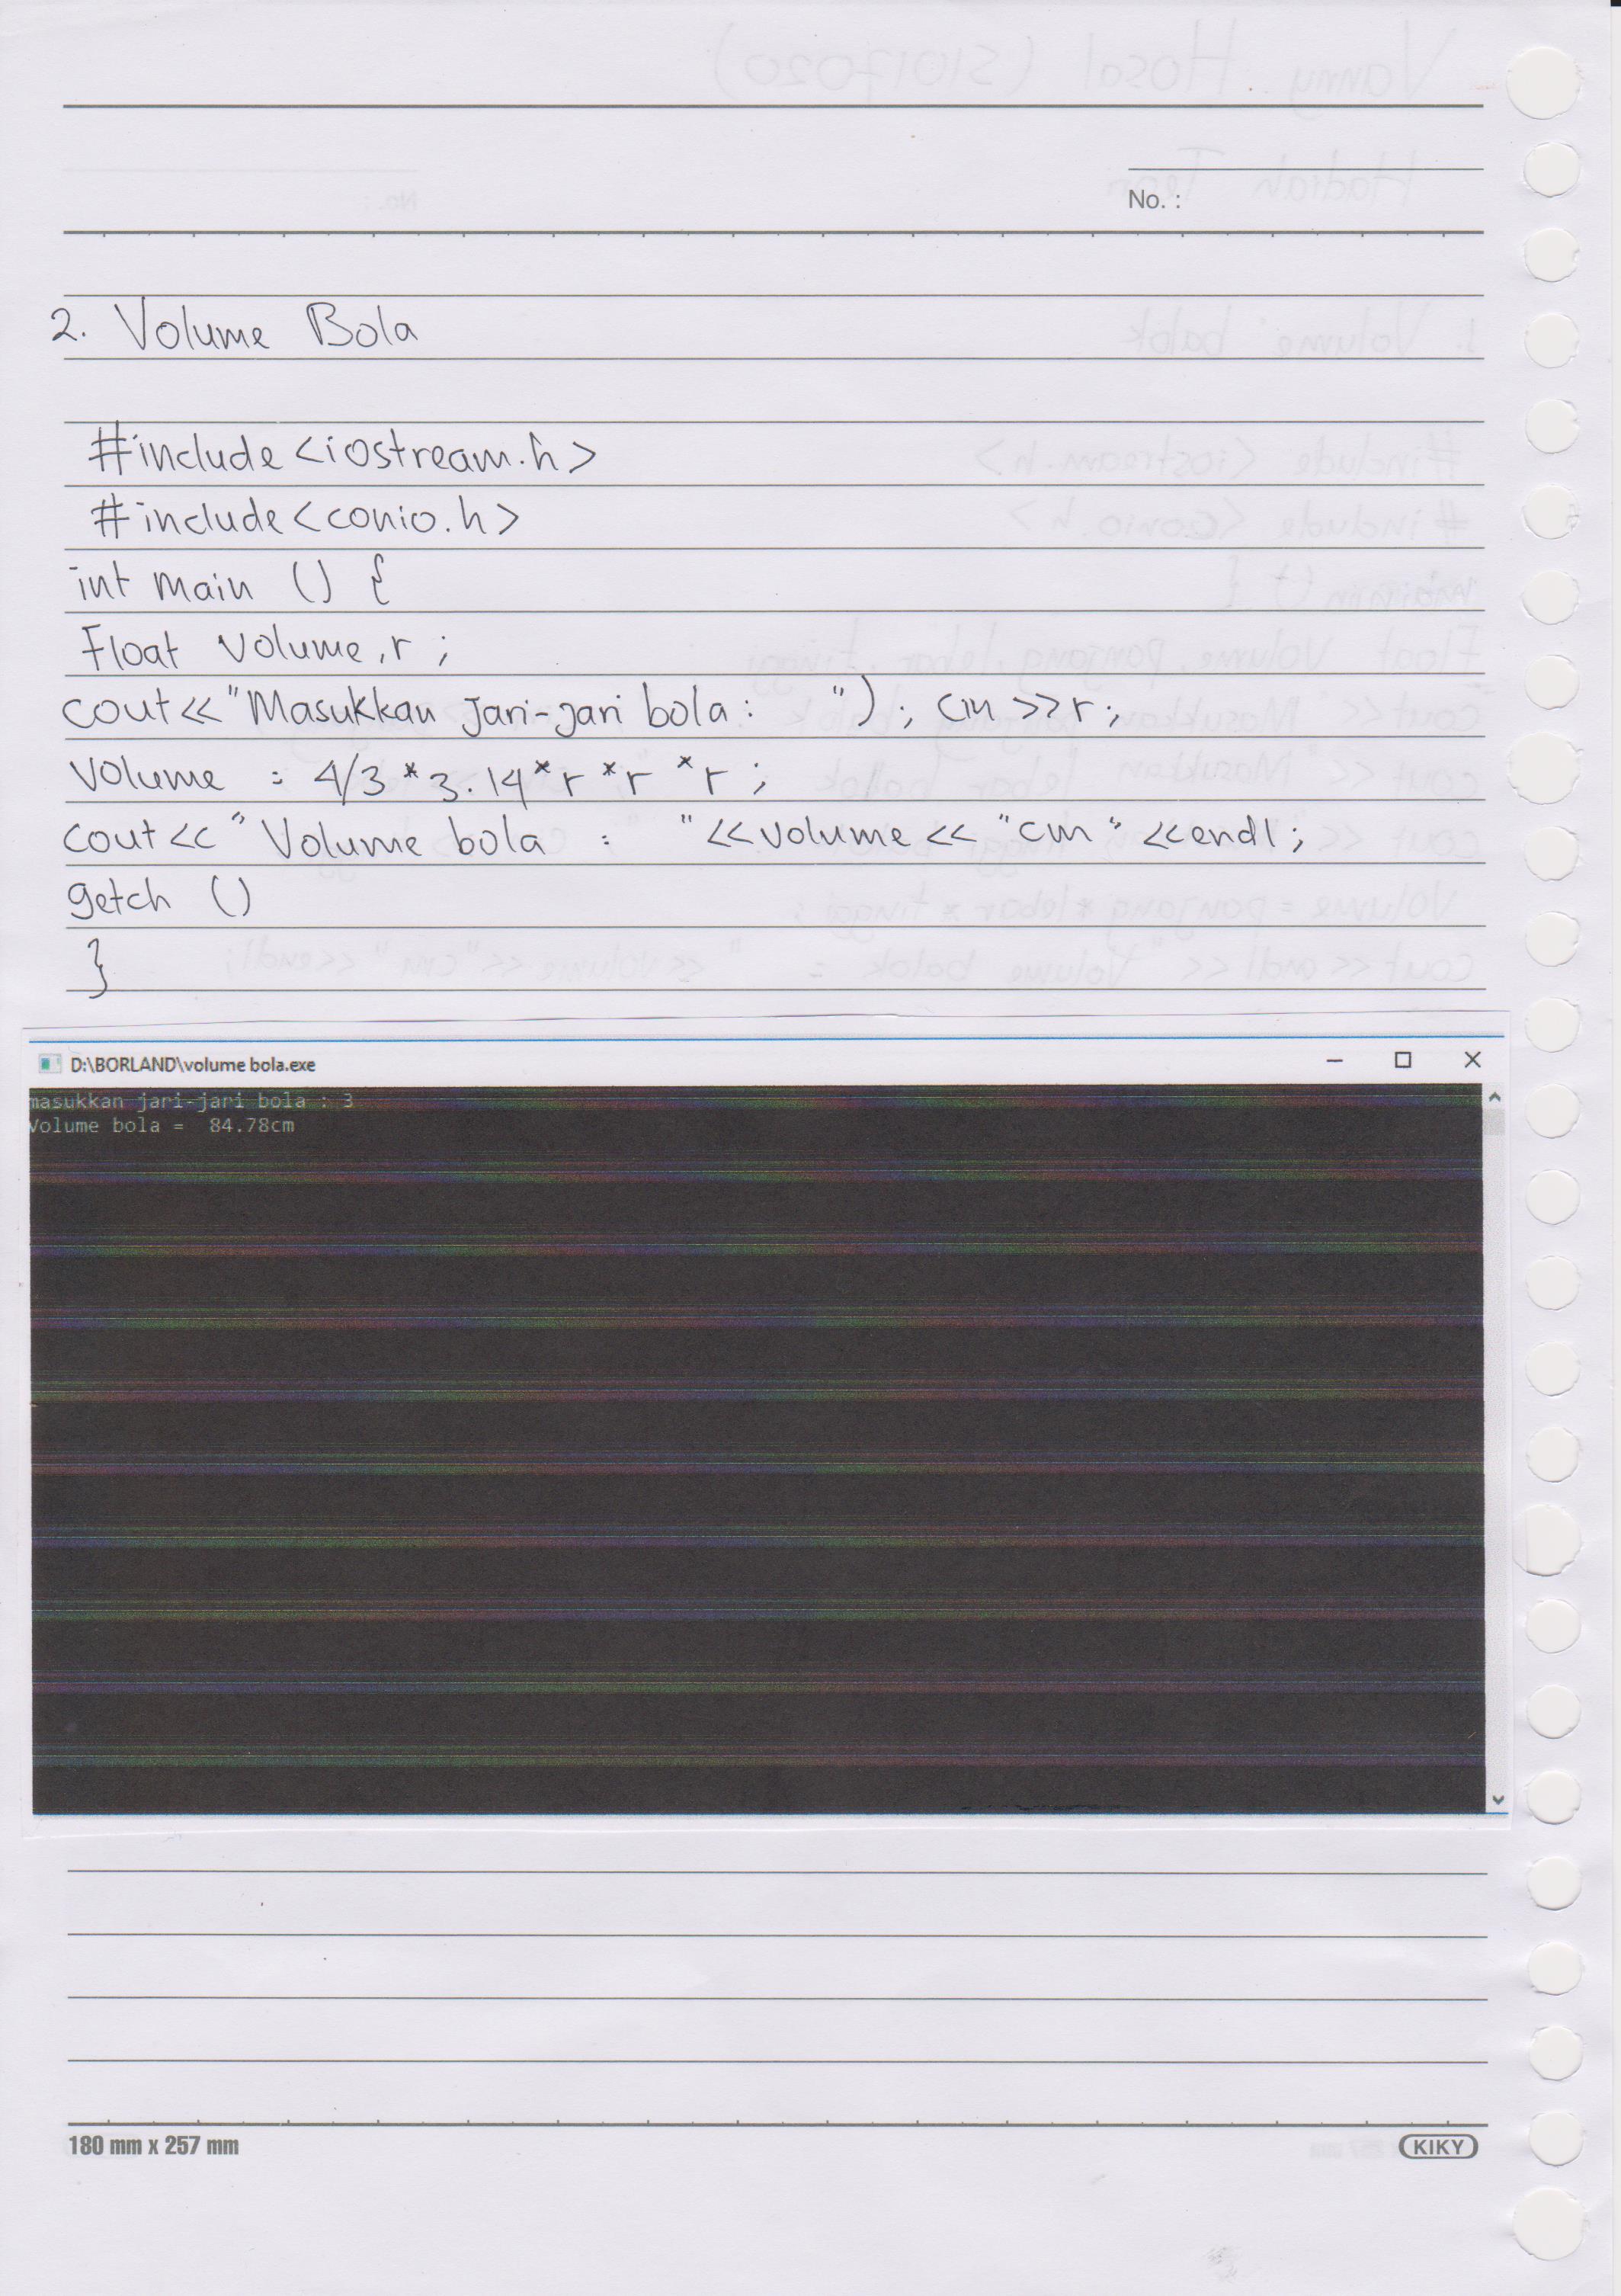 No. :
2. Volume Bola
#include <iostream.h>
#include <conio.h>
int main () {
Float volume, r ;
cout << "Masukkan jari-jari bola : ") ; cin >> r ;
Volume : 4/3 * 3.14 * r * r * r ;
cout << " Volume bola : " << volume << "cm" << endl ;
getch ()
}
D:\BORLAND\volume bola.exe
masukkan jari-jari bola : 3
Volume bola = 84.78cm
180 mm x 257 mm
KIKY